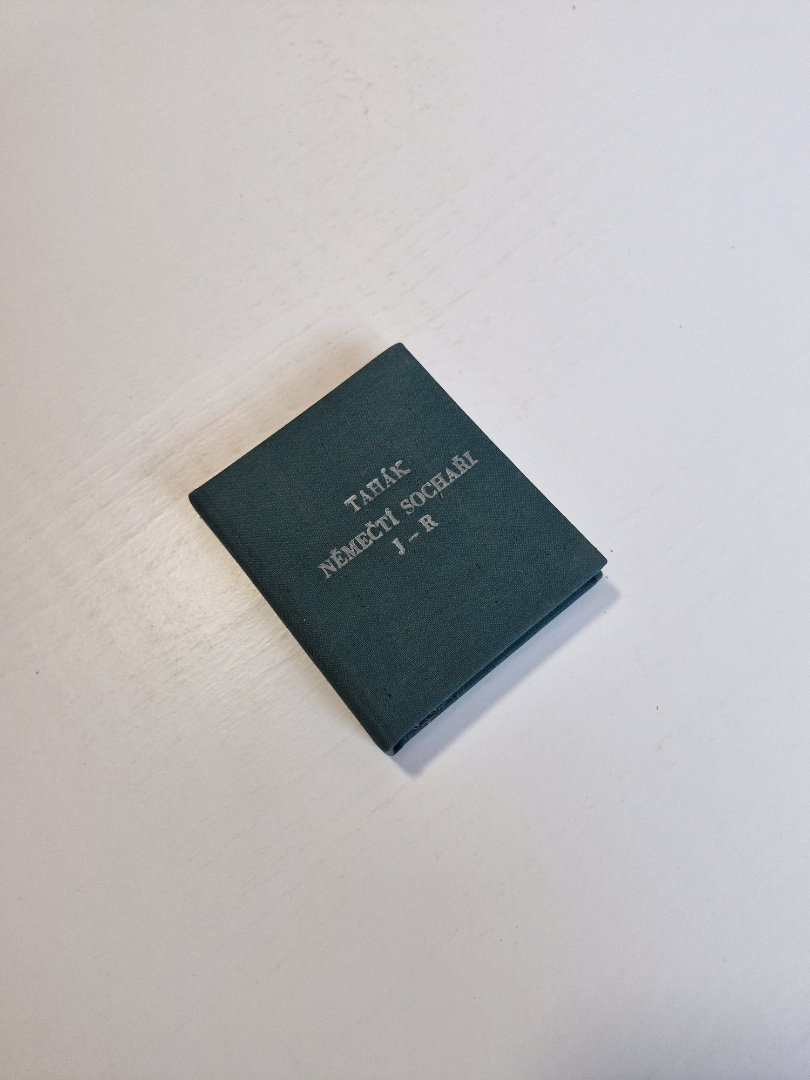 TAHÁK
NĚMEČTÍ SOCHAŘI
J – R